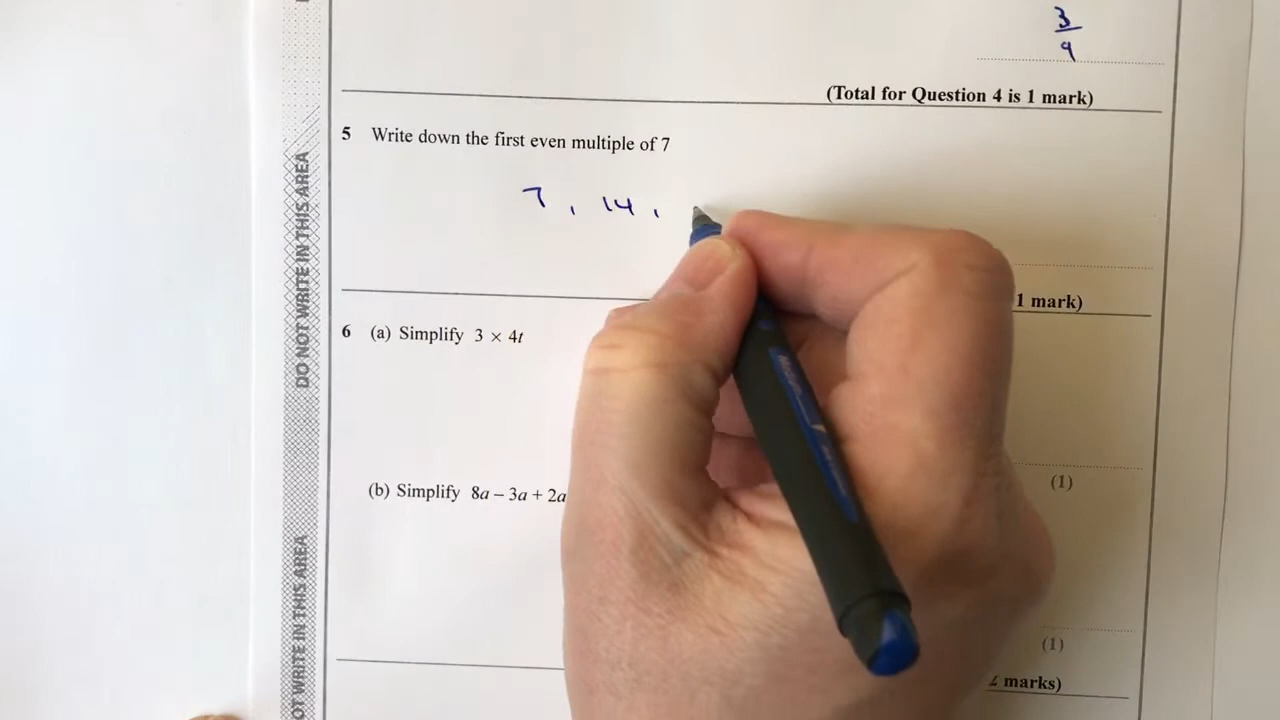 3
9
(Total for Question 4 is 1 mark)
5 Write down the first even multiple of 7
7 , 14 ,
1 mark)
6 (a) Simplify 3 × 4t
(1)
(b) Simplify 8a – 3a + 2a
(1)
marks)
DO NOT WRITE IN THIS AREA
OT WRITE IN THIS AREA